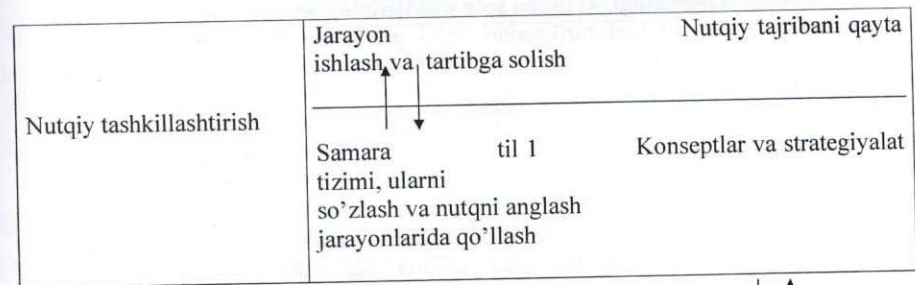 Jarayon Nutqiy tajribani qayta
ishlash va tartibga solish
Nutqiy tashkillashtirish
Samara til 1 Konseptlar va strategiyalat
tizimi, ularni
so’zlash va nutqni anglash
jarayonlarida qo’llash